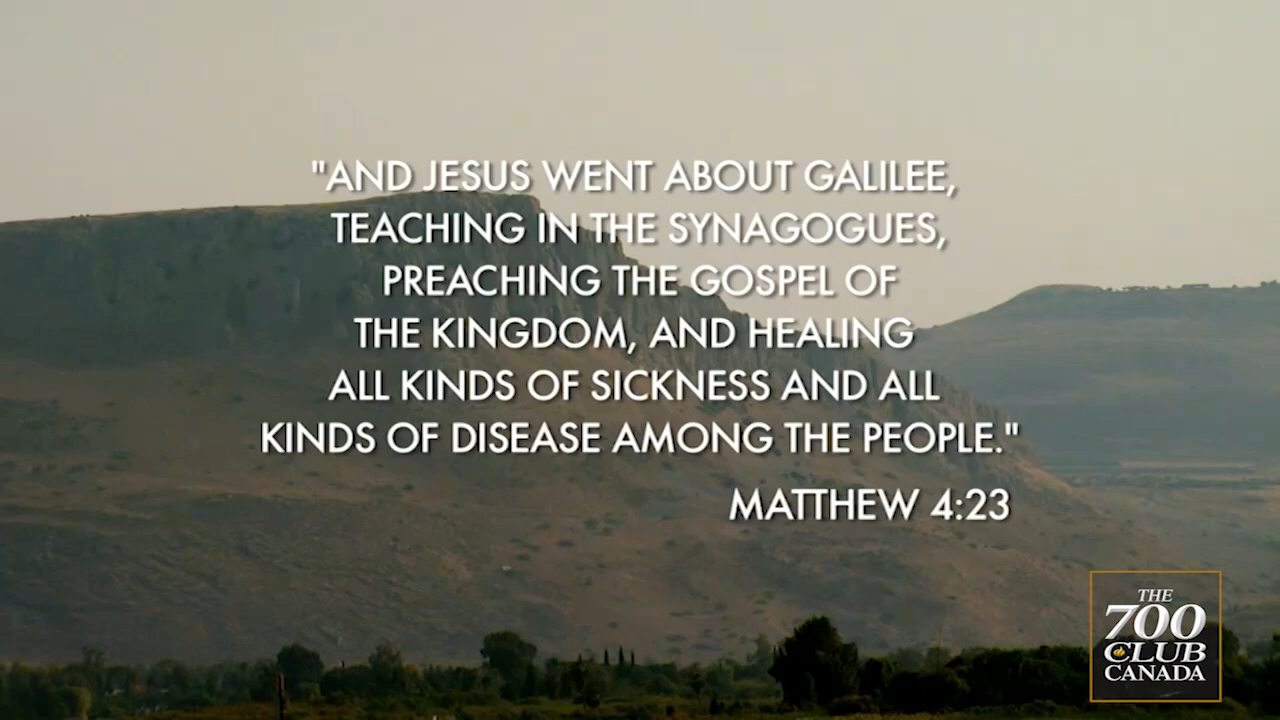 "AND JESUS WENT ABOUT GALILEE,
TEACHING IN THE SYNAGOGUES,
PREACHING THE GOSPEL OF
THE KINGDOM, AND HEALING
ALL KINDS OF SICKNESS AND ALL
KINDS OF DISEASE AMONG THE PEOPLE."
MATTHEW 4:23
THE
700
CLUB
CANADA